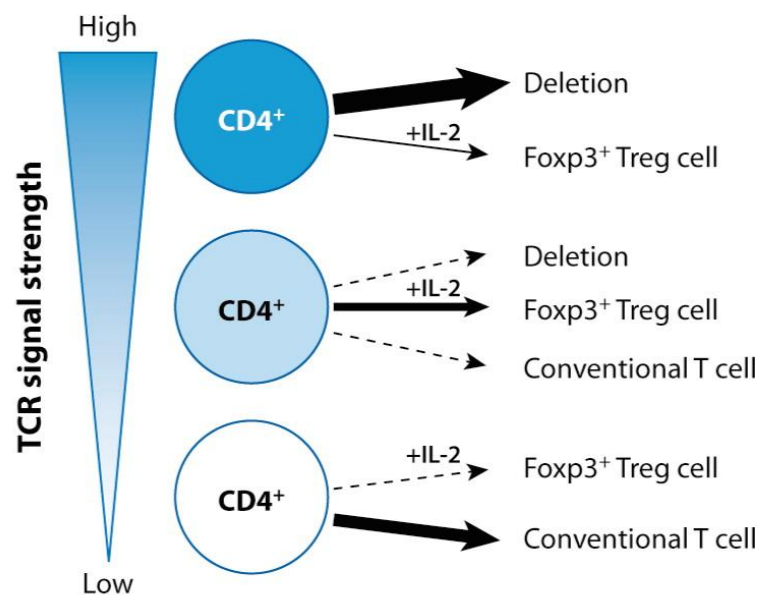 High
TCR signal strength
Low
CD4⁺
Deletion
+IL-2
Foxp3⁺ Treg cell
CD4⁺
Deletion
+IL-2
Foxp3⁺ Treg cell
Conventional T cell
CD4⁺
+IL-2
Foxp3⁺ Treg cell
Conventional T cell